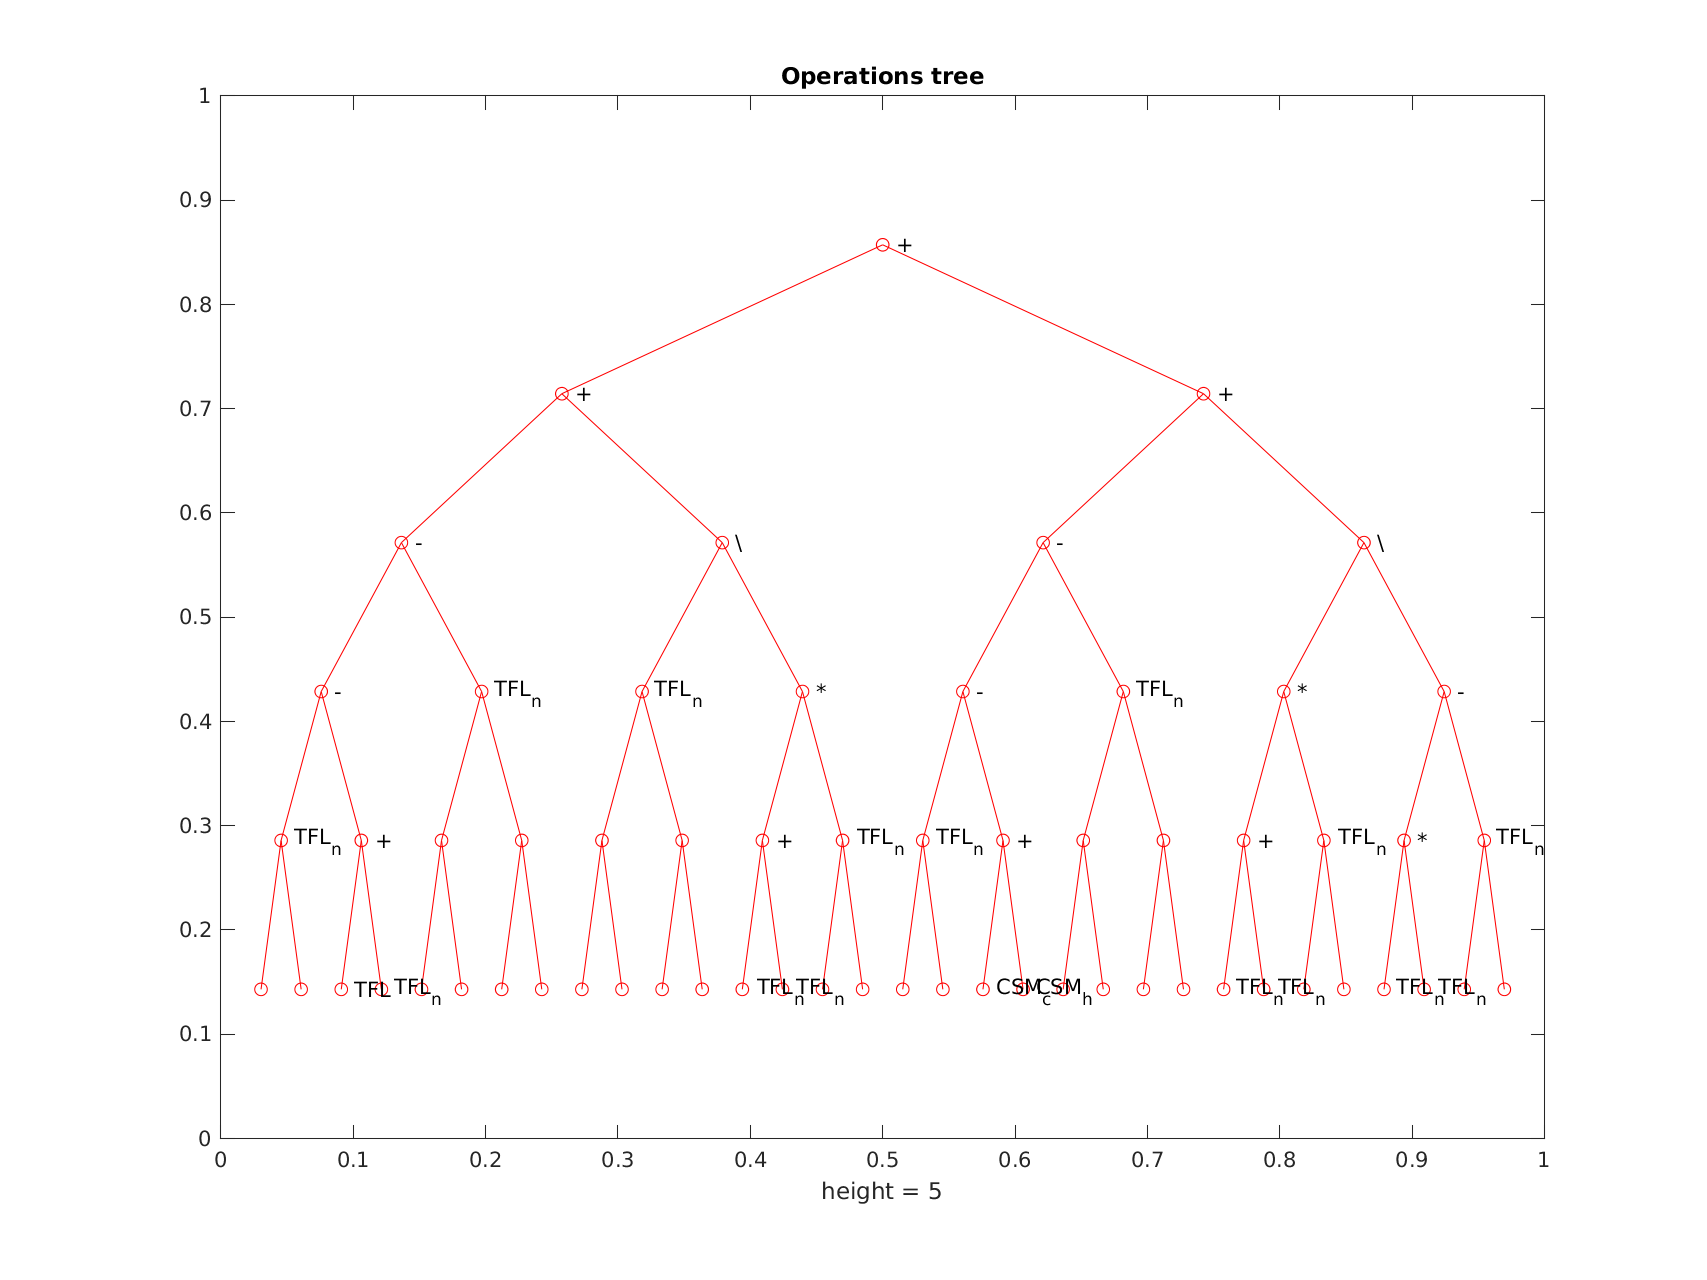 Operations tree
1
0.9
+
0.8
+ +
0.7
0.6
- \ - \
0.5
- TFLn TFLn * - TFLn * -
0.4
0.3
TFLn + + TFLn TFLn + + TFLn * TFLn
0.2
TFL TFLn TFLn TFLn CSMc CSMh TFLn TFLn TFLn TFLn
0.1
0
0 0.1 0.2 0.3 0.4 0.5 0.6 0.7 0.8 0.9 1
height = 5